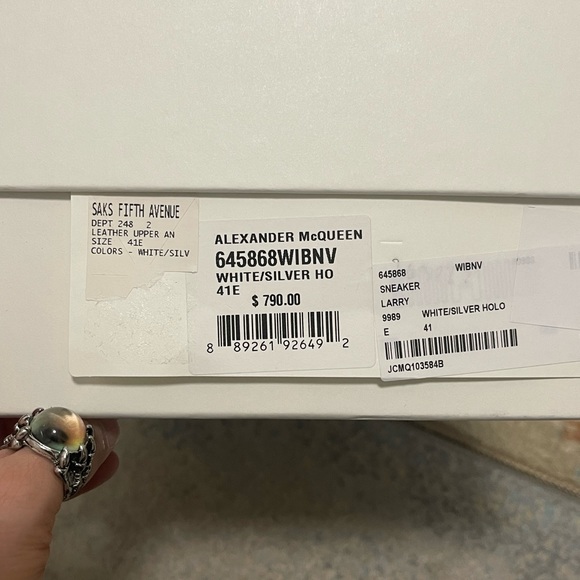 SAKS FIFTH AVENUE
DEPT 248 2
LEATHER UPPER AN
SIZE 41E
COLORS - WHITE/SILV
ALEXANDER McQUEEN
645868WIBNV
WHITE/SILVER HO
41E
$ 790.00
8 89261 92649 2
645868 WIBNV
SNEAKER
LARRY
9989 WHITE/SILVER HOLO
E 41
JCMQ103584B